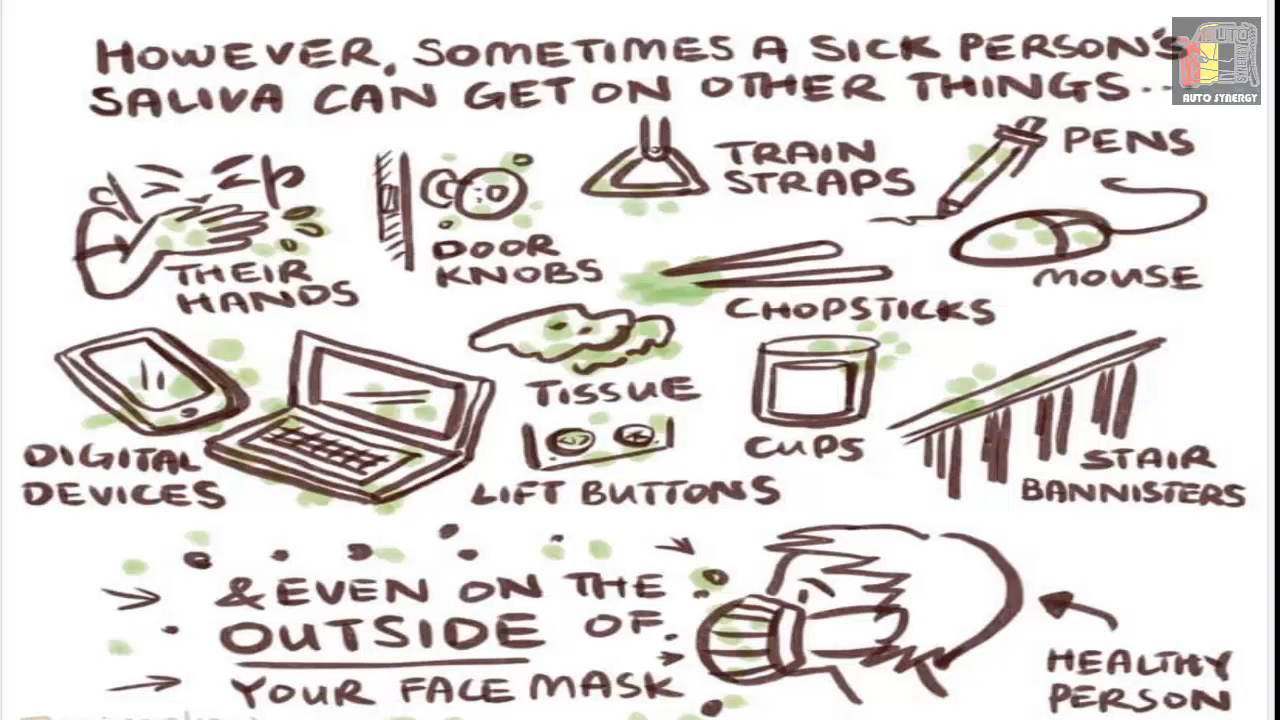 HOWEVER, SOMETIMES A SICK PERSON'S
SALIVA CAN GET ON OTHER THINGS...
AUTO SYNERGY
THEIR
HANDS
DOOR
KNOBS
TRAIN
STRAPS
PENS
MOUSE
CHOPSTICKS
DIGITAL
DEVICES
TISSUE
LIFT BUTTONS
CUPS
STAIR
BANNISTERS
& EVEN ON THE
OUTSIDE OF
YOUR FACE MASK
HEALTHY
PERSON